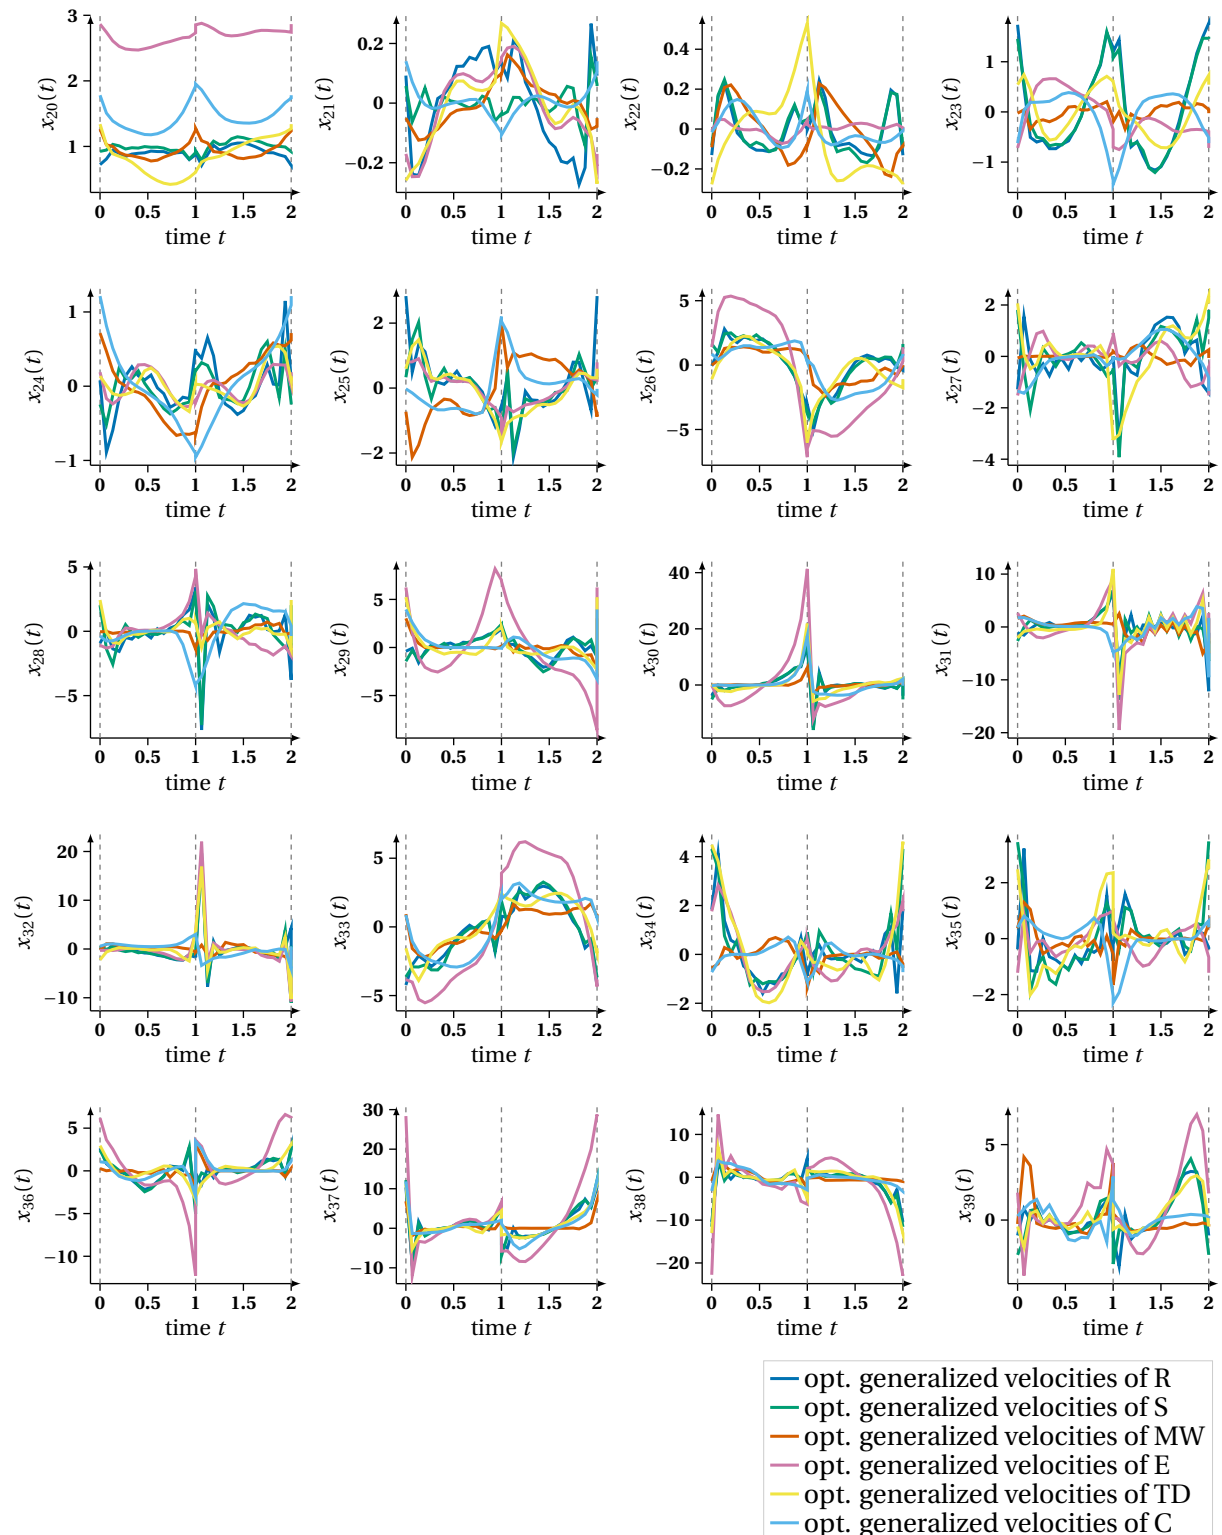 3
2
1
x₂₀(t)
0 0.5 1 1.5 2
time t
0.2
0
−0.2
x₂₁(t)
0 0.5 1 1.5 2
time t
0.4
0.2
0
−0.2
x₂₂(t)
0 0.5 1 1.5 2
time t
1
0
−1
x₂₃(t)
0 0.5 1 1.5 2
time t
1
0
−1
x₂₄(t)
0 0.5 1 1.5 2
time t
2
0
−2
x₂₅(t)
0 0.5 1 1.5 2
time t
5
0
−5
x₂₆(t)
0 0.5 1 1.5 2
time t
2
0
−2
−4
x₂₇(t)
0 0.5 1 1.5 2
time t
5
0
−5
x₂₈(t)
0 0.5 1 1.5 2
time t
5
0
−5
x₂₉(t)
0 0.5 1 1.5 2
time t
40
20
0
x₃₀(t)
0 0.5 1 1.5 2
time t
10
0
−10
−20
x₃₁(t)
0 0.5 1 1.5 2
time t
20
10
0
−10
x₃₂(t)
0 0.5 1 1.5 2
time t
5
0
−5
x₃₃(t)
0 0.5 1 1.5 2
time t
4
2
0
−2
x₃₄(t)
0 0.5 1 1.5 2
time t
2
0
−2
x₃₅(t)
0 0.5 1 1.5 2
time t
5
0
−5
−10
x₃₆(t)
0 0.5 1 1.5 2
time t
30
20
10
0
−10
x₃₇(t)
0 0.5 1 1.5 2
time t
10
0
−10
−20
x₃₈(t)
0 0.5 1 1.5 2
time t
5
0
x₃₉(t)
0 0.5 1 1.5 2
time t
opt. generalized velocities of R
opt. generalized velocities of S
opt. generalized velocities of MW
opt. generalized velocities of E
opt. generalized velocities of TD
opt. generalized velocities of C